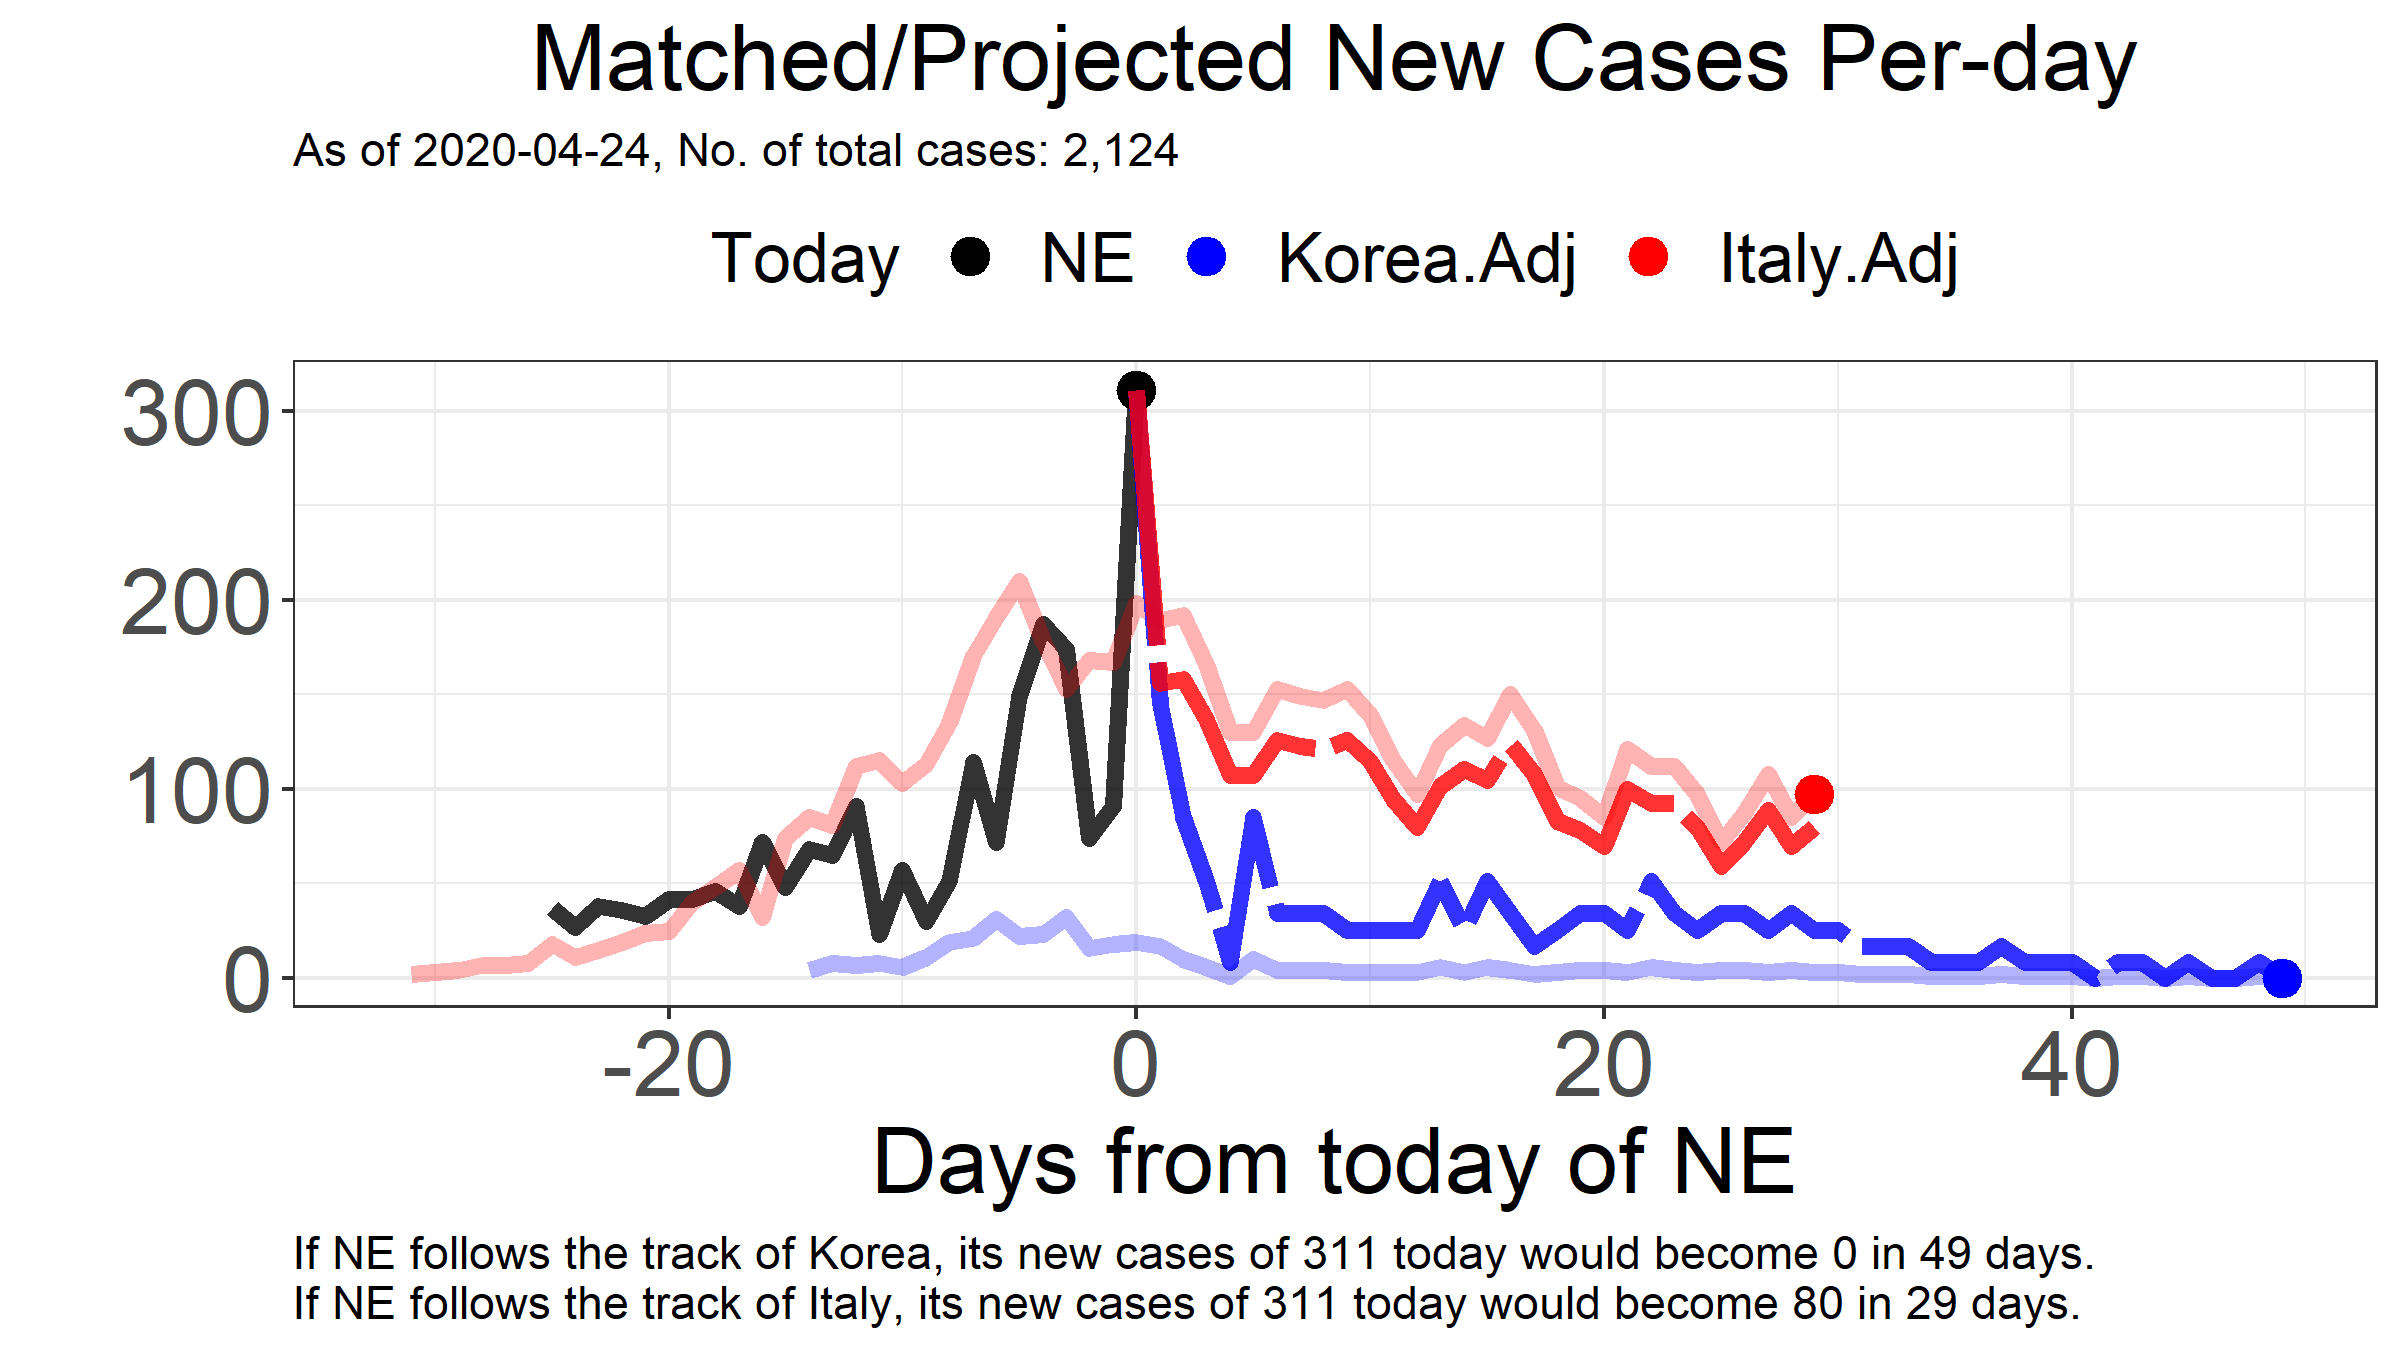 Matched/Projected New Cases Per-day
As of 2020-04-24, No. of total cases: 2,124
Today NE Korea.Adj Italy.Adj
300
200
100
0
-20 0 20 40
Days from today of NE
If NE follows the track of Korea, its new cases of 311 today would become 0 in 49 days.
If NE follows the track of Italy, its new cases of 311 today would become 80 in 29 days.